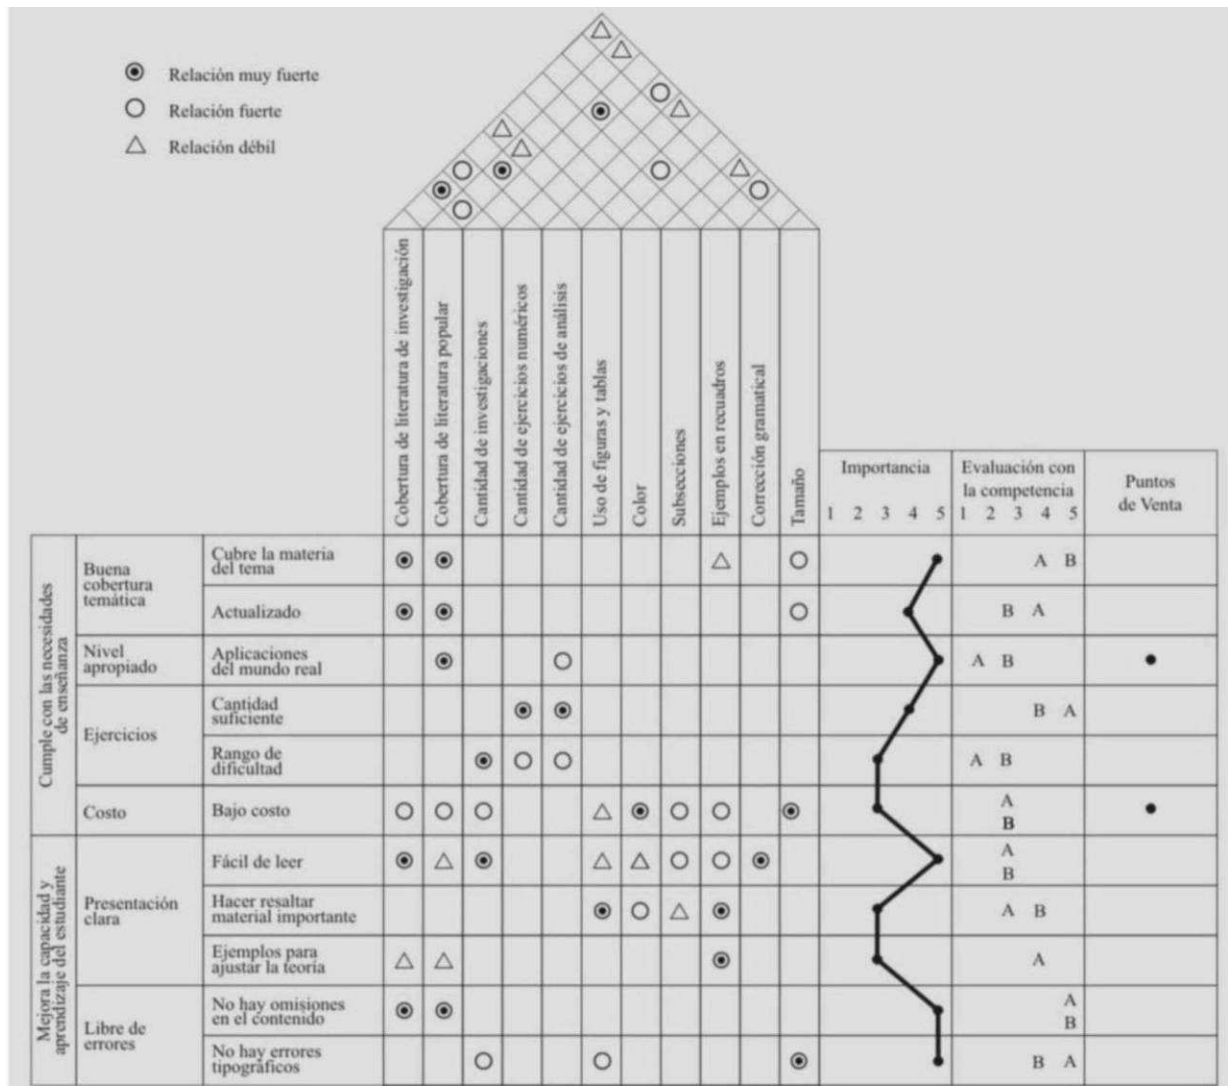 Relación muy fuerte
Relación fuerte
Relación débil
Cobertura de literatura de investigación
Cobertura de literatura popular
Cantidad de investigaciones
Cantidad de ejercicios numéricos
Cantidad de ejercicios de análisis
Uso de figuras y tablas
Color
Subsecciones
Ejemplos en recuadros
Corrección gramatical
Tamaño
Importancia
1 2 3 4 5
Evaluación con
la competencia
1 2 3 4 5
Puntos
de Venta
Cumple con las necesidades
de enseñanza
Buena
cobertura
temática
Cubre la materia
del tema
A B
Actualizado
B A
Nivel
apropiado
Aplicaciones
del mundo real
A B
Ejercicios
Cantidad
suficiente
B A
Rango de
dificultad
A B
Costo
Bajo costo
A
B
Mejora la capacidad y
aprendizaje del estudiante
Presentación
clara
Fácil de leer
A
B
Hacer resaltar
material importante
A B
Ejemplos para
ajustar la teoría
A
Libre de
errores
No hay omisiones
en el contenido
A
B
No hay errores
tipográficos
B A